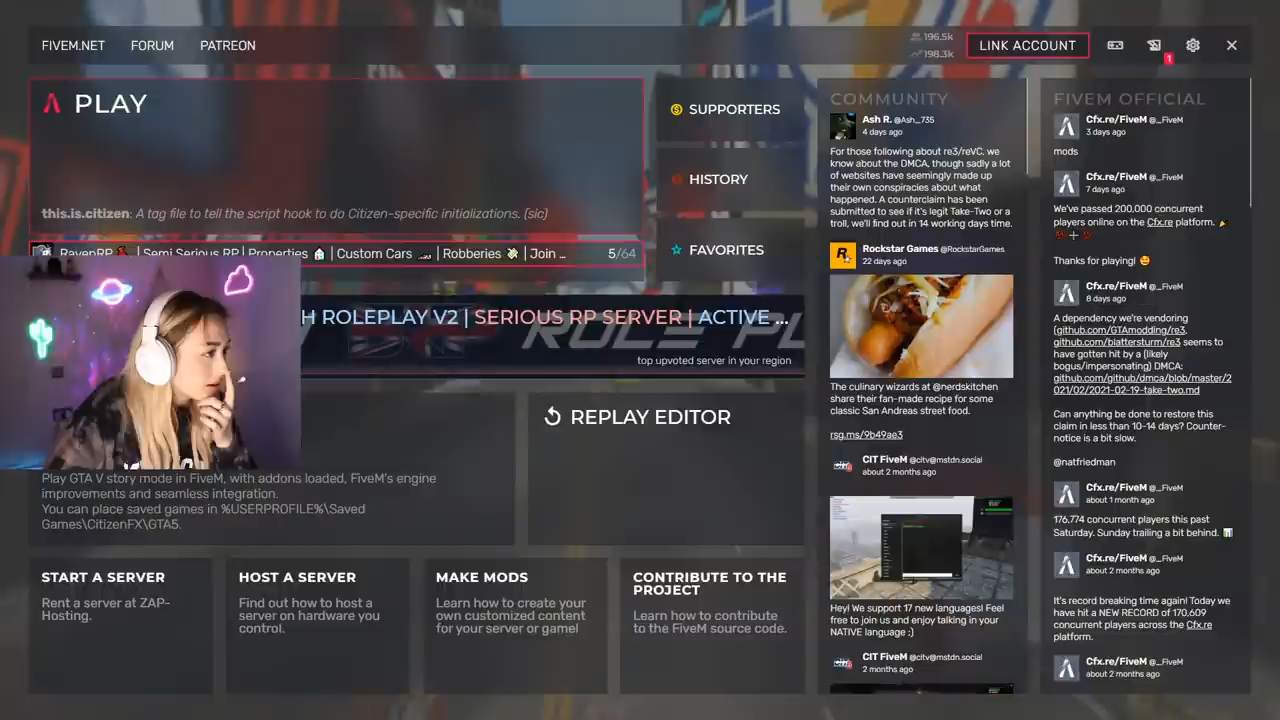 FIVEM.NET
FORUM
PATREON
196.5k
198.3k
LINK ACCOUNT
1
PLAY
this.is.citizen: A tag file to tell the script hook to do Citizen-specific initializations. (sic)
RavenRP | Semi Serious RP | Properties 🏠 | Custom Cars | Robberies 💸 | Join …
5/64
H ROLEPLAY V2 | SERIOUS RP SERVER | ACTIVE ...
top upvoted server in your region
SUPPORTERS
HISTORY
FAVORITES
REPLAY EDITOR
Play GTA V story mode in FiveM, with addons loaded, FiveM's engine
improvements and seamless integration.
You can place saved games in %USERPROFILE%\Saved
Games\CitizenFX\GTA5.
START A SERVER
Rent a server at ZAP-
Hosting.
HOST A SERVER
Find out how to host a
server on hardware you
control.
MAKE MODS
Learn how to create your
own customized content
for your server or game!
CONTRIBUTE TO THE
PROJECT
Learn how to contribute
to the FiveM source code.
COMMUNITY
Ash R. @Ash_735
4 days ago
For those following about re3/reVC, we
know about the DMCA, though sadly a lot
of websites have seemingly made up
their own conspiracies about what
happened. A counterclaim has been
submitted to see if it's legit Take-Two or a
troll, we'll find out in 14 working days time.
Rockstar Games @RockstarGames
22 days ago
The culinary wizards at @nerdskitchen
share their fan-made recipe for some
classic San Andreas street food.
rsg.ms/9b49ae3
CIT FiveM @citv@mstdn.social
about 2 months ago
Hey! We support 17 new languages! Feel
free to join us and enjoy talking in your
NATIVE language ;)
CIT FiveM @citv@mstdn.social
2 months ago
FIVEM OFFICIAL
Cfx.re/FiveM @_FiveM
3 days ago
mods
Cfx.re/FiveM @_FiveM
7 days ago
We've passed 200,000 concurrent
players online on the Cfx.re platform. 🎉
Thanks for playing! 😊
Cfx.re/FiveM @_FiveM
8 days ago
A dependency we're vendoring
(github.com/GTAmodding/re3,
github.com/blattersturm/re3 seems to
have gotten hit by a (likely
bogus/impersonating) DMCA:
github.com/github/dmca/blob/master/2
021/02/2021-02-19-take-two.md
Can anything be done to restore this
claim in less than 10-14 days? Counter-
notice is a bit slow.
@natfriedman
Cfx.re/FiveM @_FiveM
about 1 month ago
176,774 concurrent players this past
Saturday. Sunday trailing a bit behind. 📊
Cfx.re/FiveM @_FiveM
about 2 months ago
It's record breaking time again! Today we
have hit a NEW RECORD of 170,609
concurrent players across the Cfx.re
platform.
Cfx.re/FiveM @_FiveM
about 2 months ago